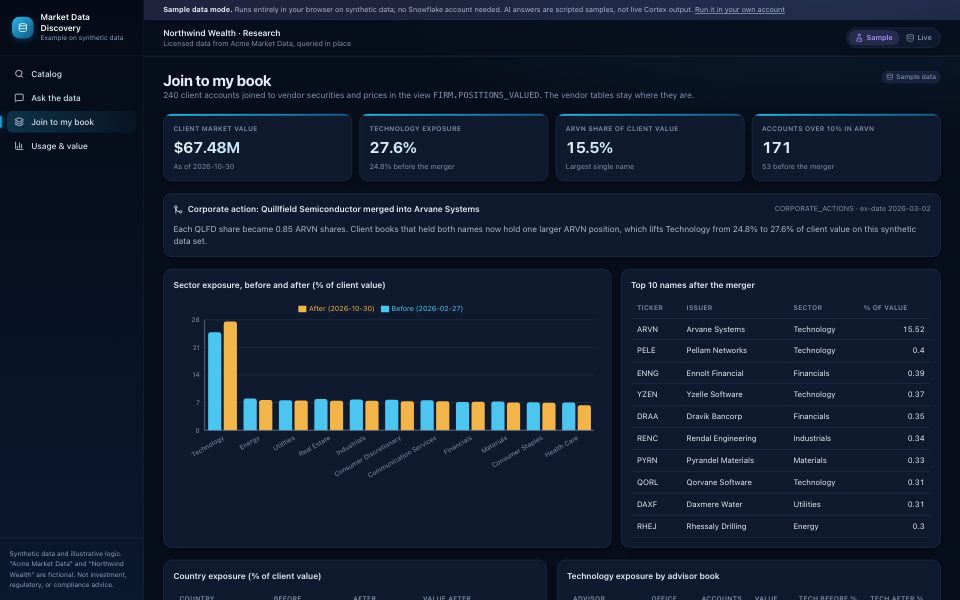 Market Data
Discovery
Example on synthetic data
Catalog
Ask the data
Join to my book
Usage & value
Synthetic data and illustrative logic.
"Acme Market Data" and "Northwind
Wealth" are fictional. Not investment,
regulatory, or compliance advice.
Sample data mode. Runs entirely in your browser on synthetic data; no Snowflake account needed. AI answers are scripted samples, not live Cortex output. Run it in your own account
Northwind Wealth · Research
Licensed data from Acme Market Data, queried in place
Sample Live
Join to my book
Sample data
240 client accounts joined to vendor securities and prices in the view FIRM.POSITIONS_VALUED. The vendor tables stay where they are.
CLIENT MARKET VALUE
$67.48M
As of 2026-10-30
TECHNOLOGY EXPOSURE
27.6%
24.8% before the merger
ARVN SHARE OF CLIENT VALUE
15.5%
Largest single name
ACCOUNTS OVER 10% IN ARVN
171
53 before the merger
Corporate action: Quillfield Semiconductor merged into Arvane Systems
CORPORATE_ACTIONS · ex-date 2026-03-02
Each QLFD share became 0.85 ARVN shares. Client books that held both names now hold one larger ARVN position, which lifts Technology from 24.8% to 27.6% of client value on this synthetic
data set.
Sector exposure, before and after (% of client value)
After (2026-10-30) Before (2026-02-27)
28
21
14
7
0
Technology
Energy
Utilities
Real Estate
Industrials
Consumer Discretionary
Communication Services
Financials
Materials
Consumer Staples
Health Care
Top 10 names after the merger
TICKER ISSUER SECTOR % OF VALUE
ARVN Arvane Systems Technology 15.52
PELE Pellam Networks Technology 0.4
ENNG Ennolt Financial Financials 0.39
YZEN Yzelle Software Technology 0.37
DRAA Dravik Bancorp Financials 0.35
RENC Rendal Engineering Industrials 0.34
PYRN Pyrandel Materials Materials 0.33
QORL Qorvane Software Technology 0.31
DAXF Daxmere Water Utilities 0.31
RHEJ Rhessaly Drilling Energy 0.3
Country exposure (% of client value)
COUNTRY BEFORE AFTER VALUE AFTER
Technology exposure by advisor book
ADVISOR OFFICE ACCOUNTS VALUE TECH BEFORE % TECH AFTER %